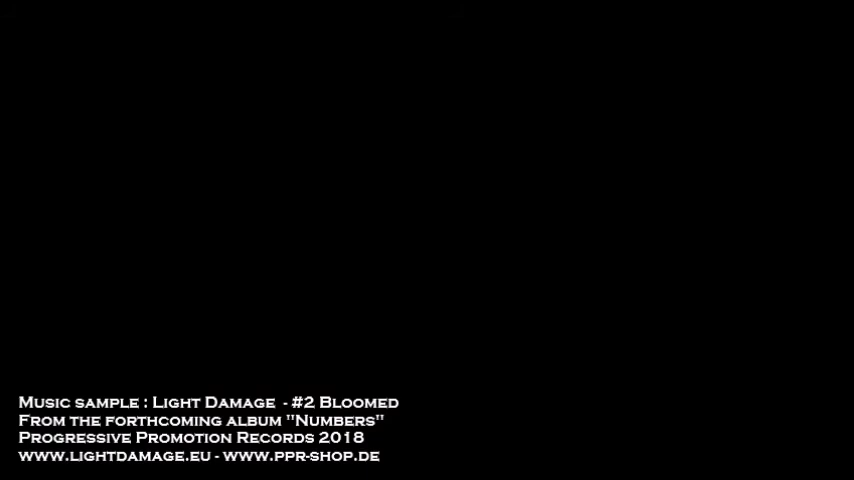 Music sample : Light Damage - #2 Bloomed
From the forthcoming album "Numbers"
Progressive Promotion Records 2018
www.lightdamage.eu - www.ppr-shop.de